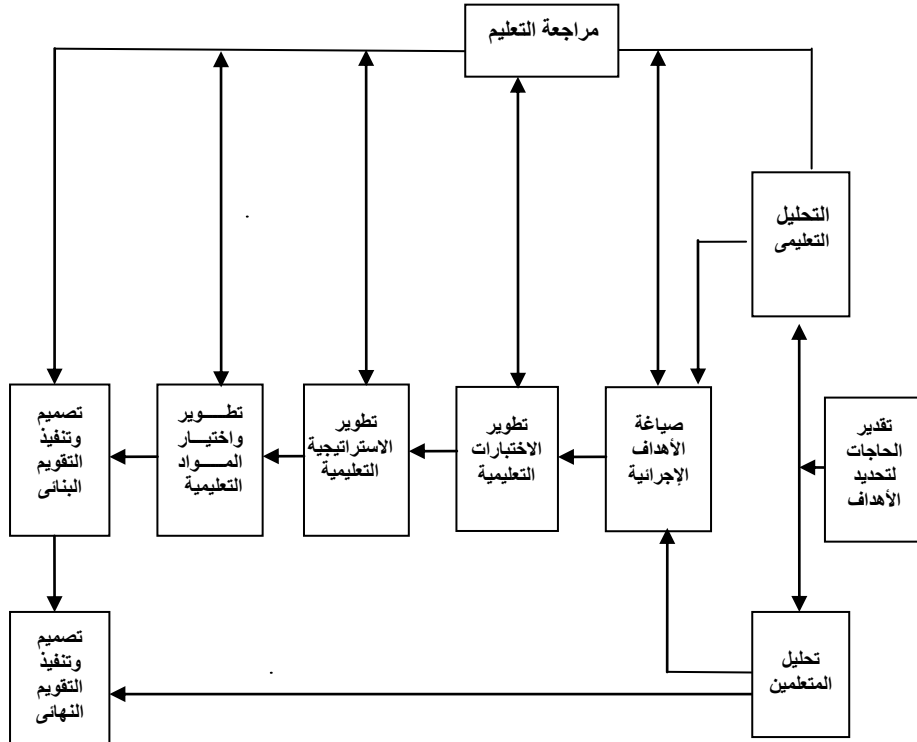 مراجعة التعليم
التحليل
التعليمى
تقدير
الحاجات
لتحديد
الأهداف
صياغة
الأهداف
الإجرائية
تطوير
الاختبارات
التعليمية
تطوير
الاستراتيجية
التعليمية
تطـــوير
واختيـــار
المـــواد
التعليمية
تصميم
وتنفيذ
التقويم
البنائى
تحليل
المتعلمين
تصميم
وتنفيذ
التقويم
النهائى